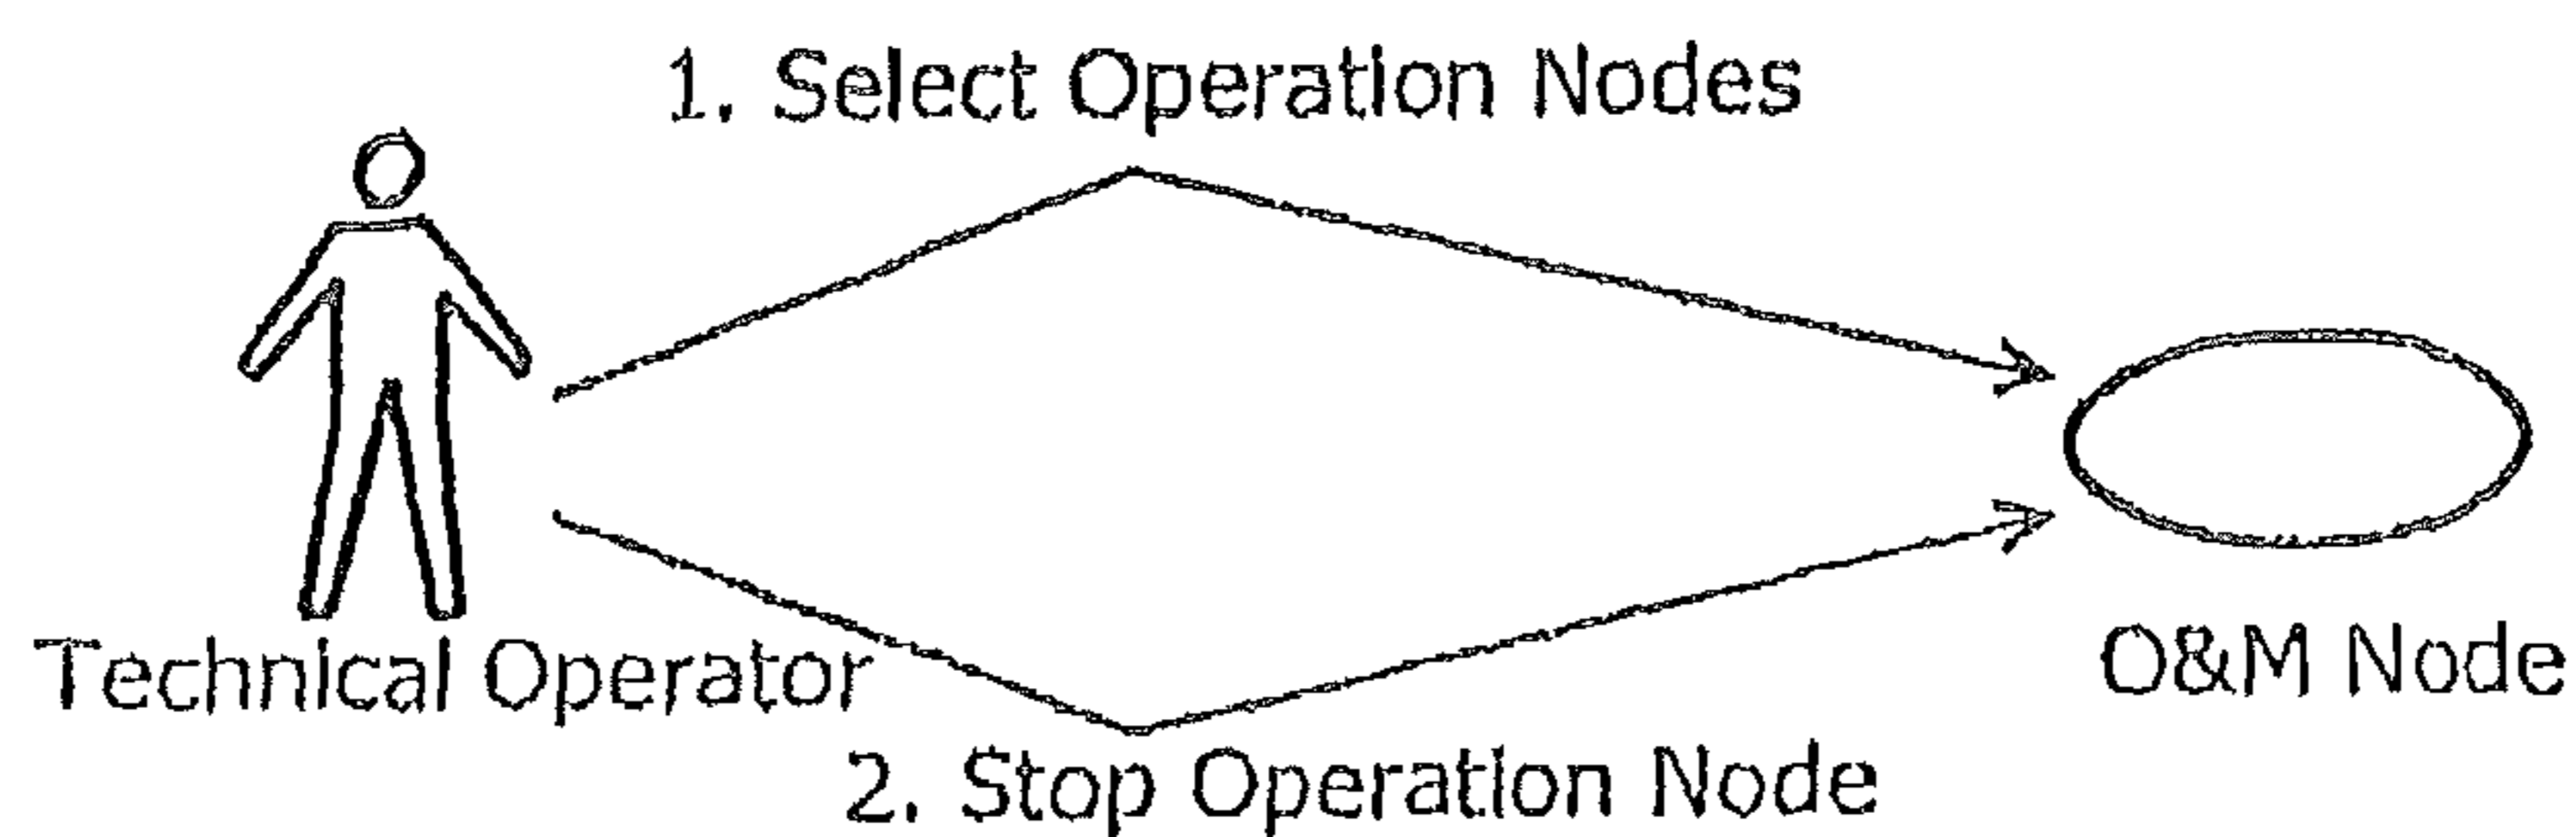 1. Select Operation Nodes
Technical Operator
O&M Node
2. Stop Operation Node